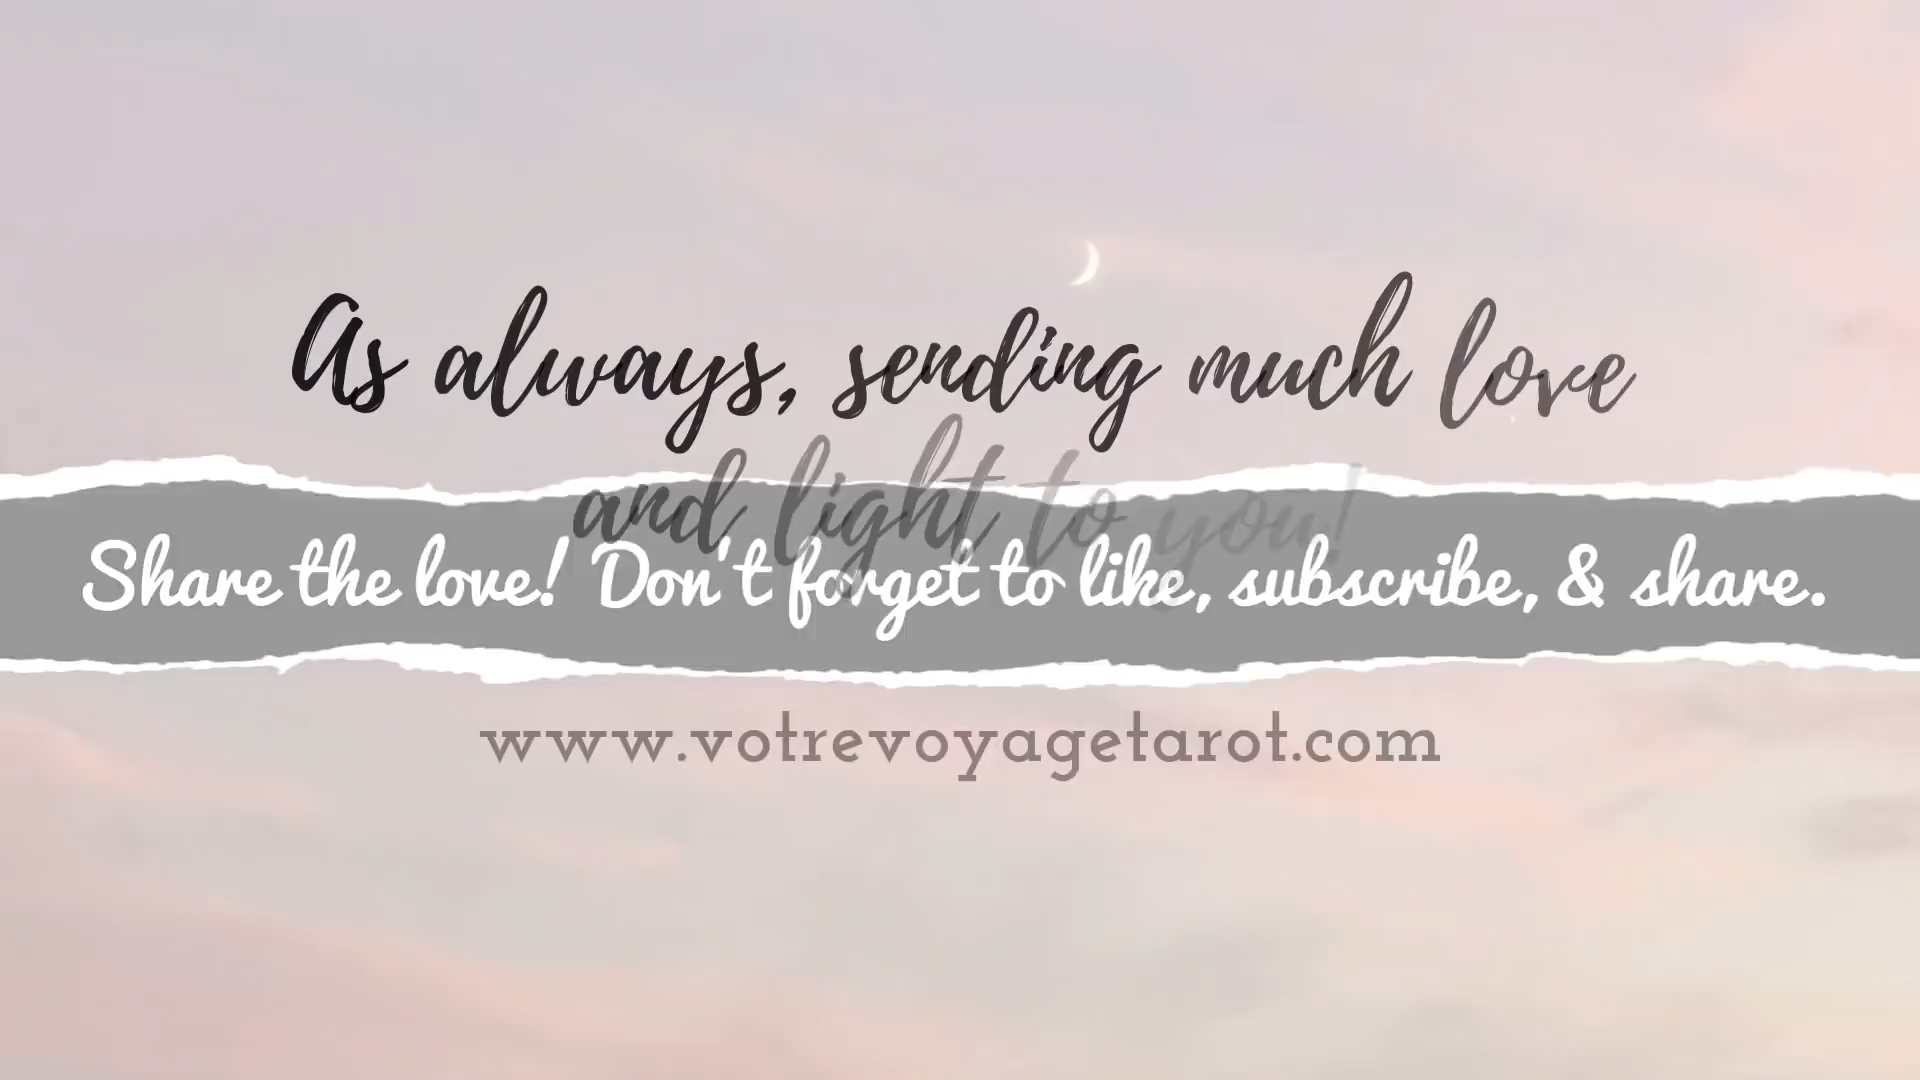 As always, sending much love
and light to you!
Share the love! Don't forget to like, subscribe, & share.
www.votrevoyagetarot.com